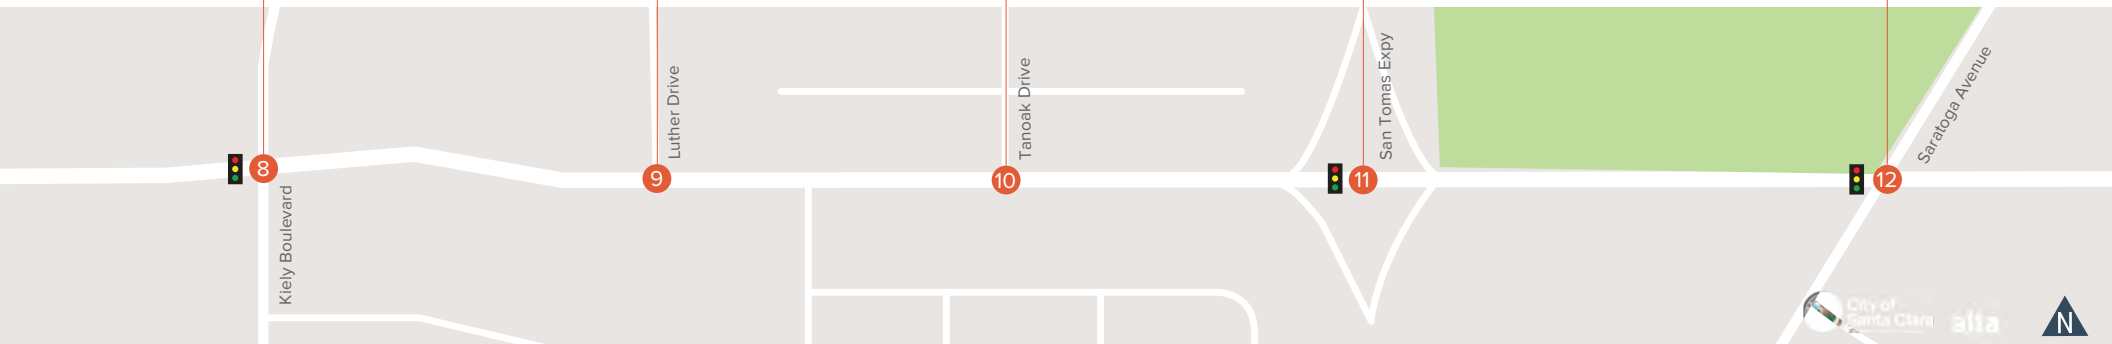 8
Kiely Boulevard
9
Luther Drive
10
Tanoak Drive
11
San Tomas Expy
12
Saratoga Avenue
City of
Santa Clara
alta
N